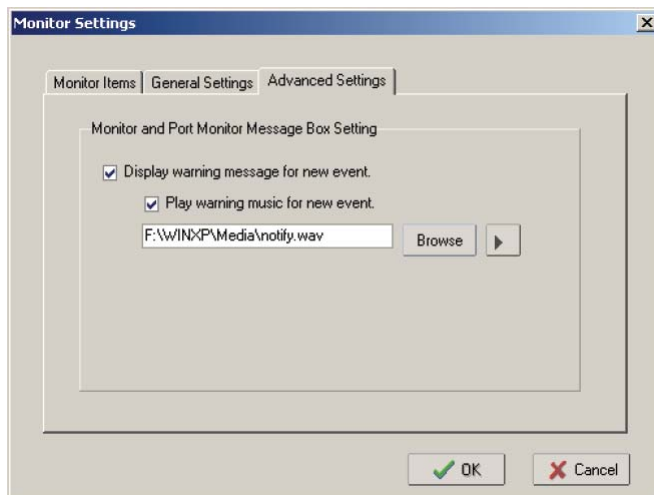 Monitor Settings
Monitor Items General Settings Advanced Settings
Monitor and Port Monitor Message Box Setting
Display warning message for new event.
Play warning music for new event.
F:\WINXP\Media\notify.wav Browse
OK Cancel